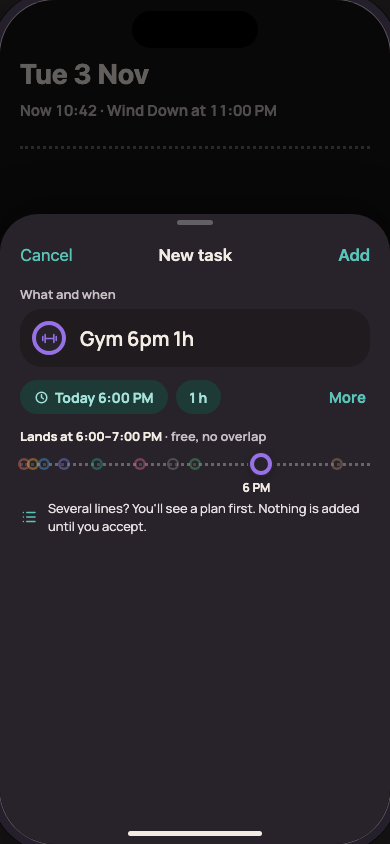 Tue 3 Nov
Now 10:42 · Wind Down at 11:00 PM
Cancel
New task
Add
What and when
Gym 6pm 1h
Today 6:00 PM
1 h
More
Lands at 6:00–7:00 PM · free, no overlap
6 PM
Several lines? You'll see a plan first. Nothing is added
until you accept.